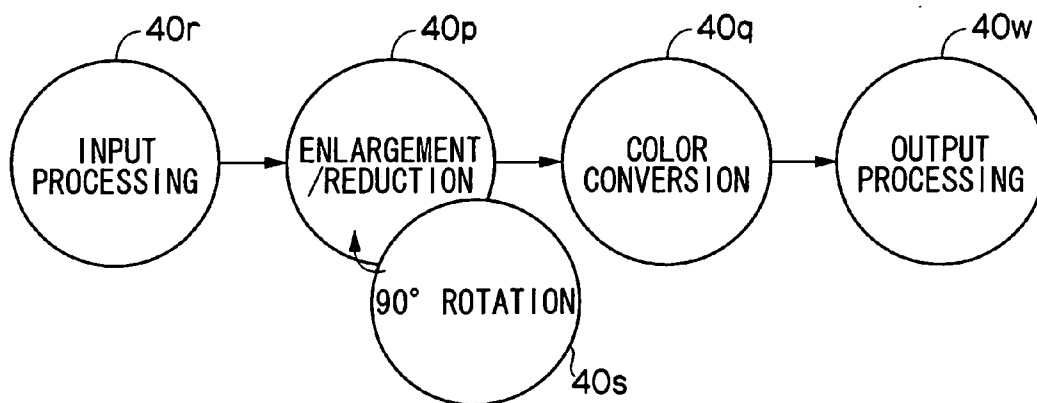 40r
40p
40q
40w
INPUT
PROCESSING
ENLARGEMENT
/REDUCTION
COLOR
CONVERSION
OUTPUT
PROCESSING
90° ROTATION
40s